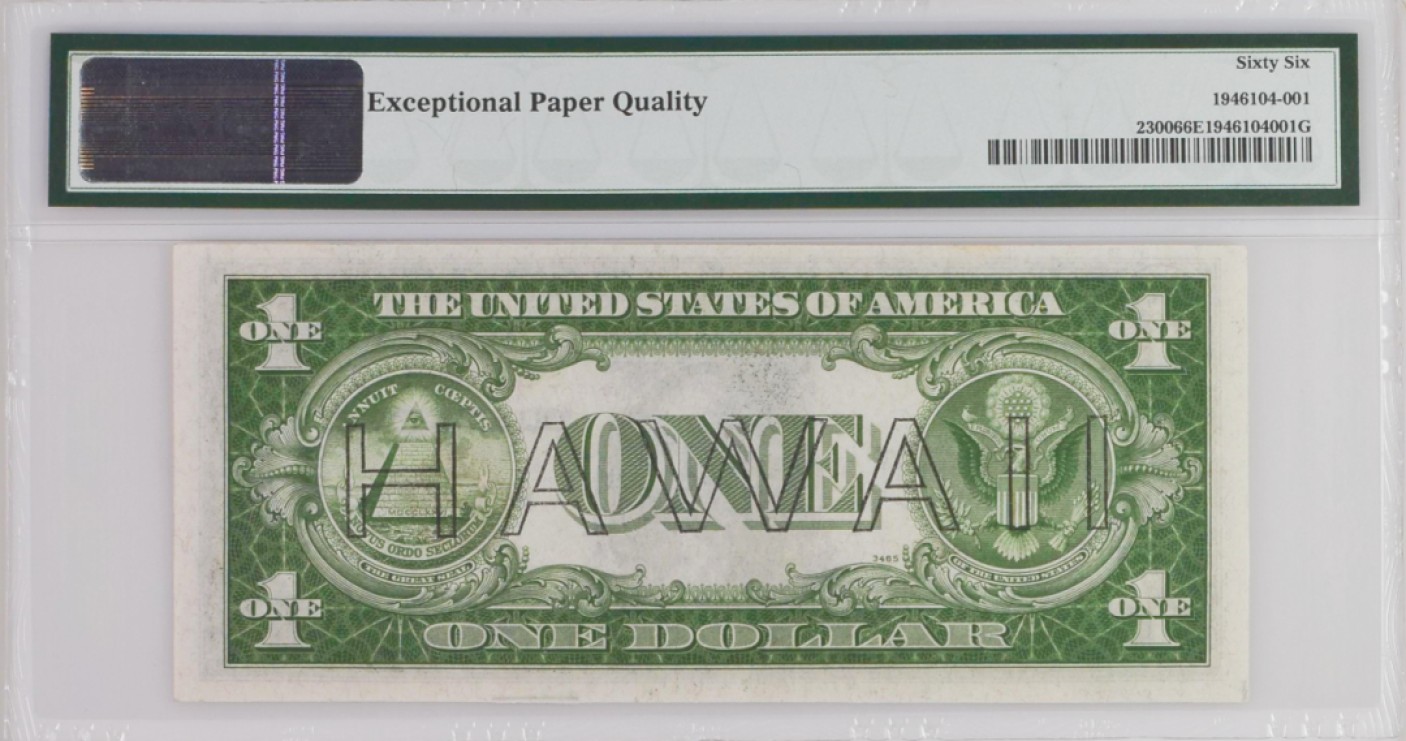 Sixty Six
Exceptional Paper Quality
1946104-001
230066E1946104001G
THE UNITED STATES OF AMERICA
1 ONE
1 ONE
ANNUIT CŒPTIS
ONE
HAWAII
NOVUS ORDO SECLORUM
3485
THE GREAT SEAL
OF THE UNITED STATES
1 ONE
1 ONE
ONE DOLLAR